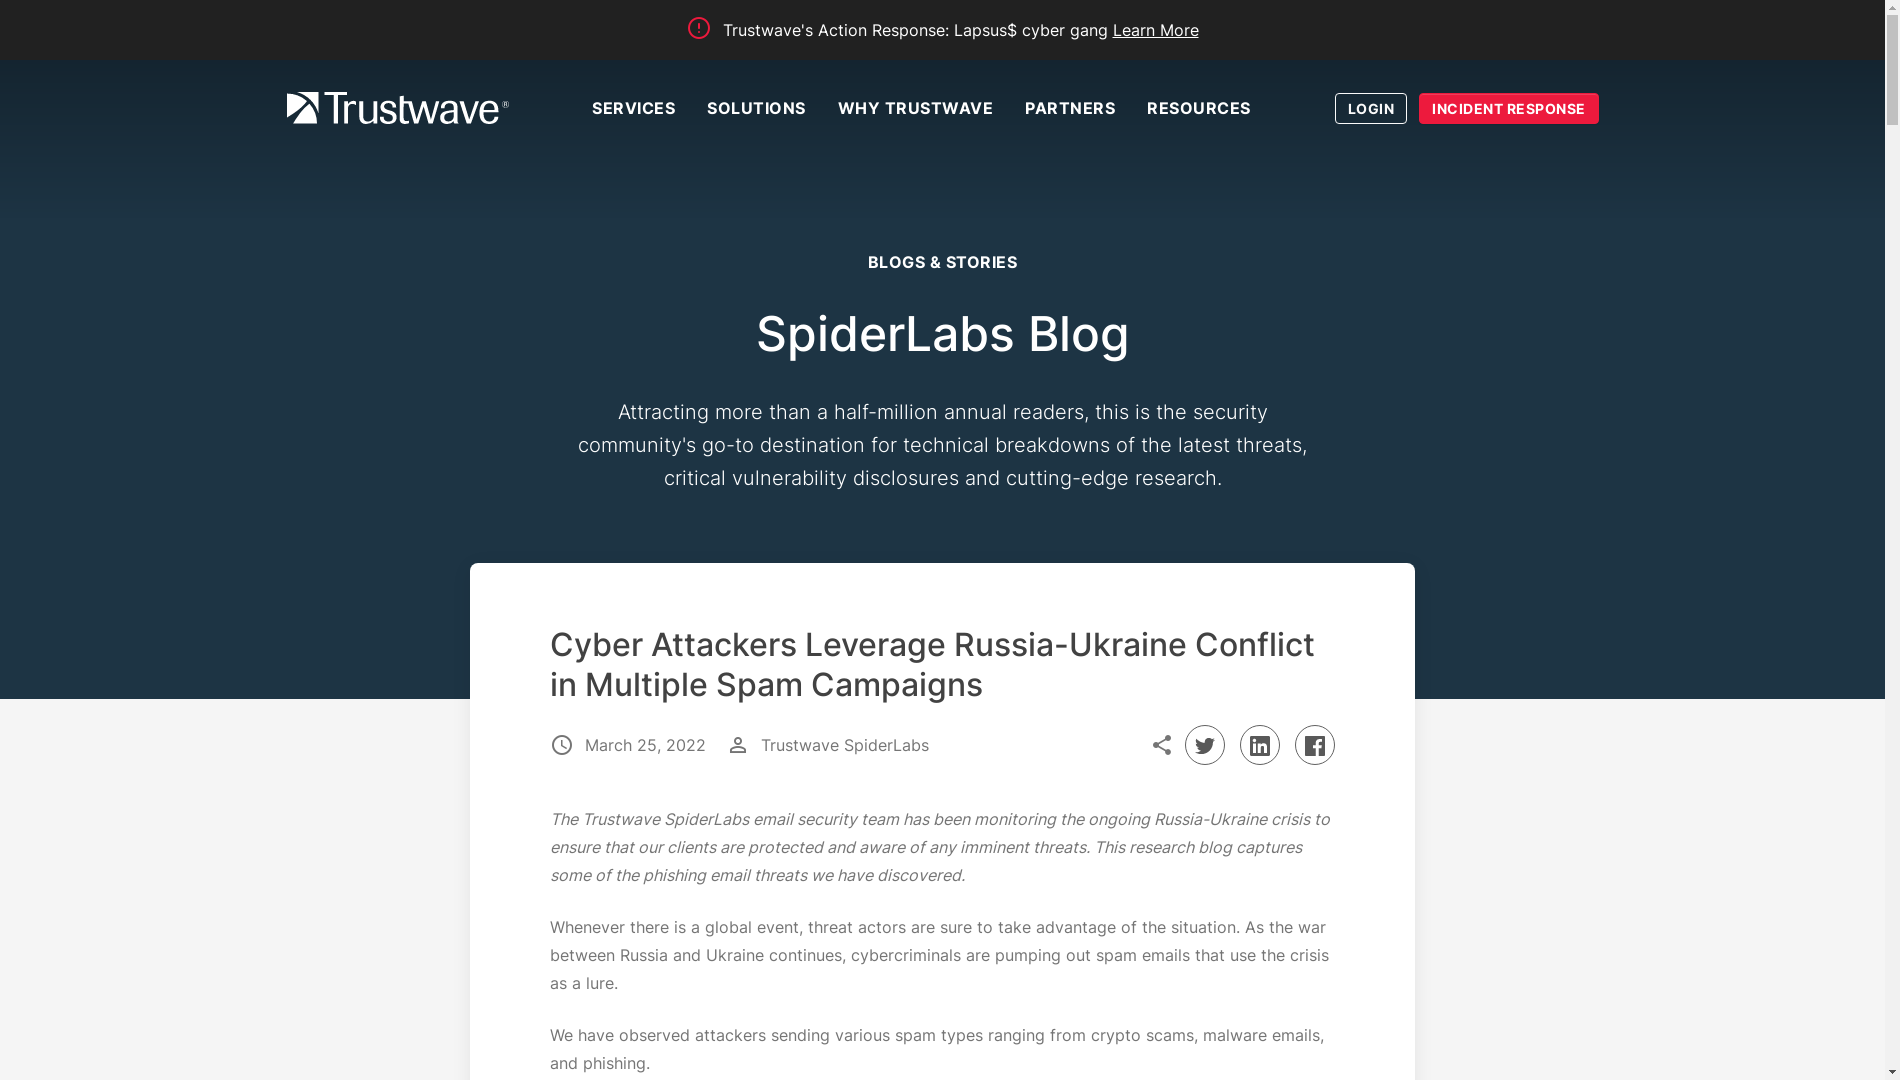 Trustwave's Action Response: Lapsus$ cyber gang Learn More
Trustwave®
SERVICES SOLUTIONS WHY TRUSTWAVE PARTNERS RESOURCES LOGIN INCIDENT RESPONSE
BLOGS & STORIES
SpiderLabs Blog
Attracting more than a half-million annual readers, this is the security
community's go-to destination for technical breakdowns of the latest threats,
critical vulnerability disclosures and cutting-edge research.
Cyber Attackers Leverage Russia-Ukraine Conflict
in Multiple Spam Campaigns
March 25, 2022 Trustwave SpiderLabs
The Trustwave SpiderLabs email security team has been monitoring the ongoing Russia-Ukraine crisis to
ensure that our clients are protected and aware of any imminent threats. This research blog captures
some of the phishing email threats we have discovered.
Whenever there is a global event, threat actors are sure to take advantage of the situation. As the war
between Russia and Ukraine continues, cybercriminals are pumping out spam emails that use the crisis
as a lure.
We have observed attackers sending various spam types ranging from crypto scams, malware emails,
and phishing.